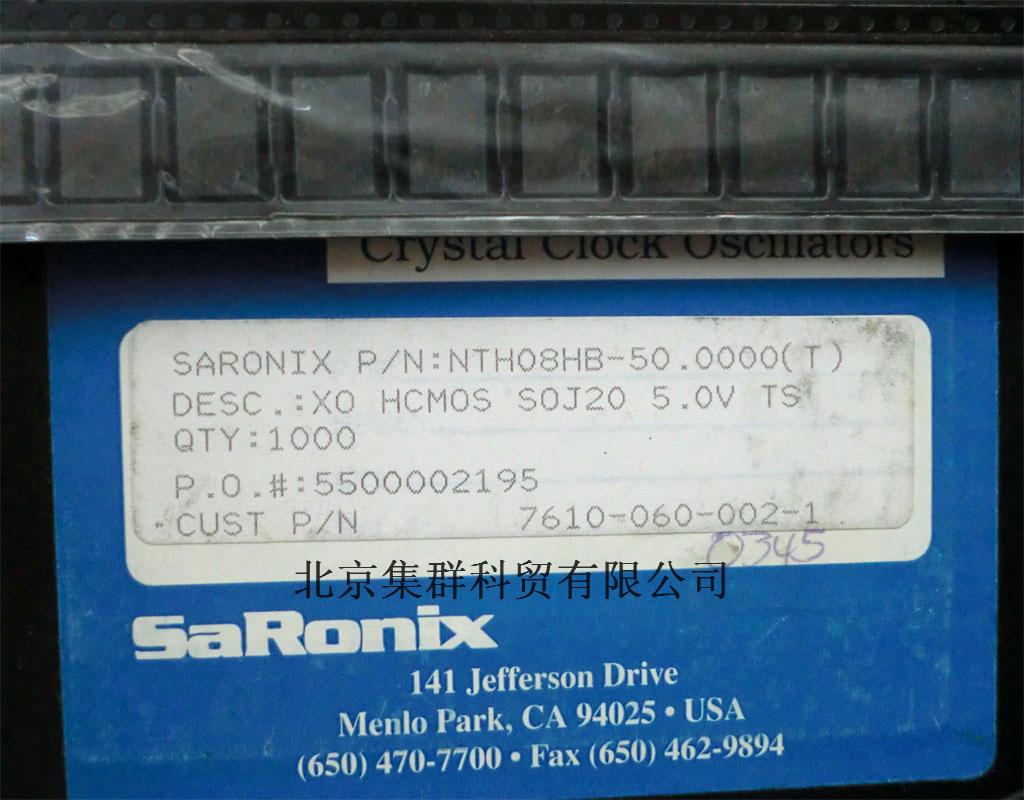 Crystal Clock Oscillators
SARONIX P/N:NTH08HB-50.0000(T)
DESC.:XO HCMOS SOJ20 5.0V TS
QTY:1000
P.O.#:5500002195
CUST P/N 7610-060-002-1
0345
北京集群科贸有限公司
SaRonix
141 Jefferson Drive
Menlo Park, CA 94025 • USA
(650) 470-7700 • Fax (650) 462-9894